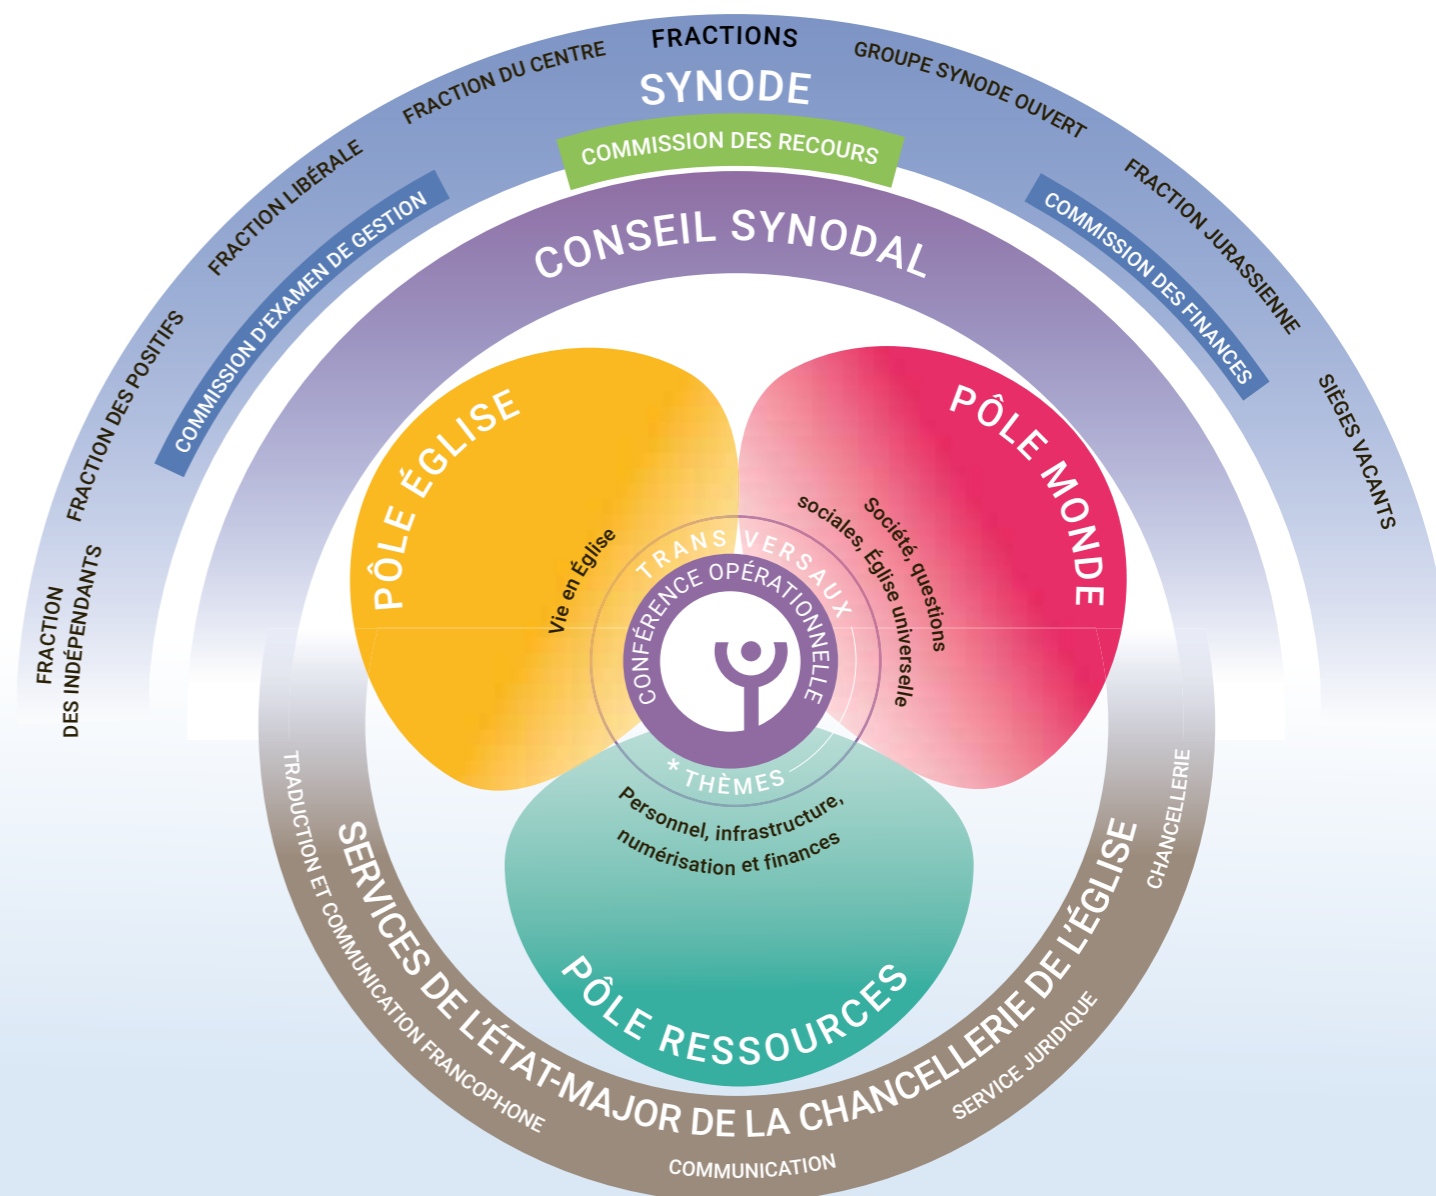 FRACTIONS
SYNODE
FRACTION
DES INDÉPENDANTS
FRACTION DES POSITIFS
FRACTION LIBÉRALE
FRACTION DU CENTRE
GROUPE SYNODE OUVERT
FRACTION JURASSIENNE
SIÈGES VACANTS
COMMISSION D'EXAMEN DE GESTION
COMMISSION DES RECOURS
COMMISSION DES FINANCES
CONSEIL SYNODAL
PÔLE ÉGLISE
Vie en Église
PÔLE MONDE
Société, questions
sociales, Église universelle
TRANSVERSAUX
CONFÉRENCE OPÉRATIONNELLE
*THÈMES
Personnel, infrastructure,
numérisation et finances
PÔLE RESSOURCES
SERVICES DE L'ÉTAT-MAJOR DE LA CHANCELLERIE DE L'ÉGLISE
TRADUCTION ET COMMUNICATION FRANCOPHONE
COMMUNICATION
SERVICE JURIDIQUE
CHANCELLERIE